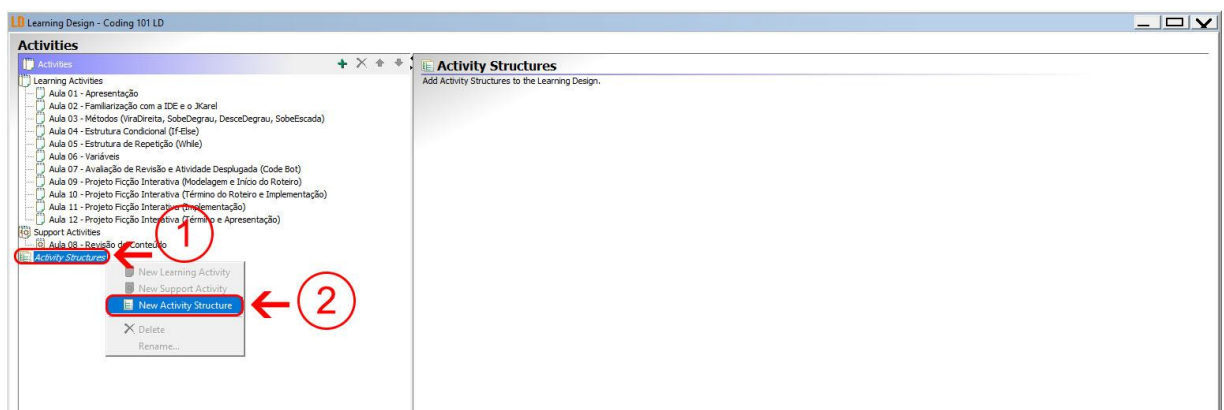 LD Learning Design - Coding 101 LD
Activities
Activities
Learning Activities
Aula 01 - Apresentação
Aula 02 - Familiarização com a IDE e o JKarel
Aula 03 - Métodos (ViraDireita, SobeDegrau, DesceDegrau, SobeEscada)
Aula 04 - Estrutura Condicional (If-Else)
Aula 05 - Estrutura de Repetição (While)
Aula 06 - Variáveis
Aula 07 - Avaliação de Revisão e Atividade Desplugada (Code Bot)
Aula 09 - Projeto Ficção Interativa (Modelagem e Início do Roteiro)
Aula 10 - Projeto Ficção Interativa (Término do Roteiro e Implementação)
Aula 11 - Projeto Ficção Interativa (Implementação)
Aula 12 - Projeto Ficção Interativa (Término e Apresentação)
Support Activities
Aula 08 - Revisão de Conteúdo
Activity Structures
1
New Learning Activity
New Support Activity
New Activity Structure
2
Delete
Rename...
Activity Structures
Add Activity Structures to the Learning Design.